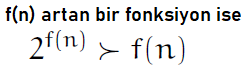 f(n) artan bir fonksiyon ise
2^{f(n)} ≻ f(n)